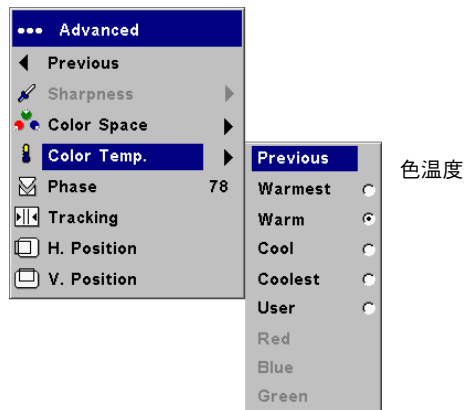 ••• Advanced
Previous
Sharpness
Color Space
Color Temp.
Phase 78
Tracking
H. Position
V. Position
Previous
Warmest
Warm
Cool
Coolest
User
Red
Blue
Green
色温度